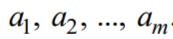 a₁, a₂, ..., aₘ.